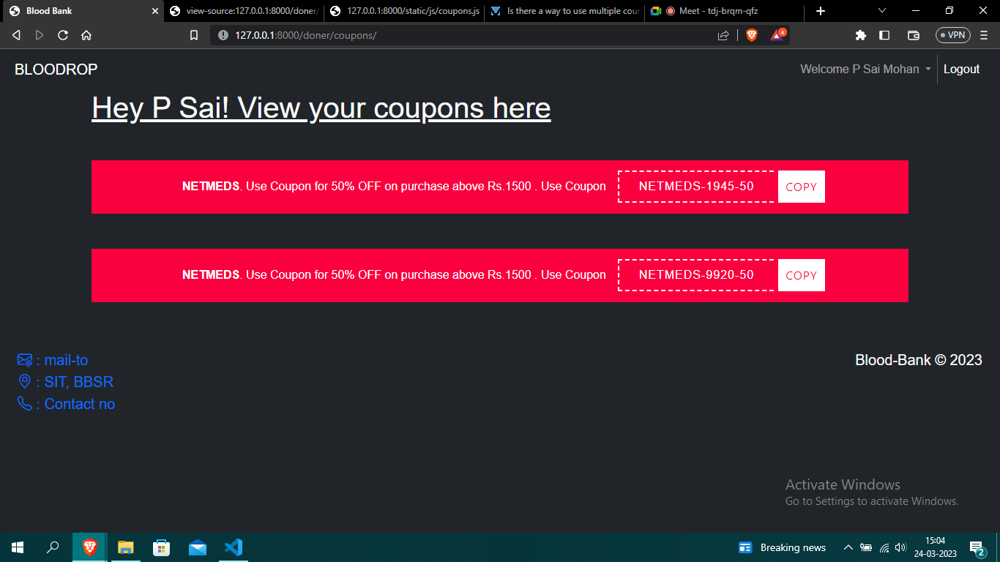 Blood Bank
view-source:127.0.0.1:8000/doner/
127.0.0.1:8000/static/js/coupons.js
Is there a way to use multiple cour
Meet - tdj-brqm-qfz
127.0.0.1:8000/doner/coupons/
4
VPN
BLOODROP
Welcome P Sai Mohan
Logout
Hey P Sai! View your coupons here
NETMEDS. Use Coupon for 50% OFF on purchase above Rs.1500 . Use Coupon NETMEDS-1945-50 COPY
NETMEDS. Use Coupon for 50% OFF on purchase above Rs.1500 . Use Coupon NETMEDS-9920-50 COPY
: mail-to
Blood-Bank © 2023
: SIT, BBSR
: Contact no
Activate Windows
Go to Settings to activate Windows.
Breaking news
15:04
24-03-2023
2